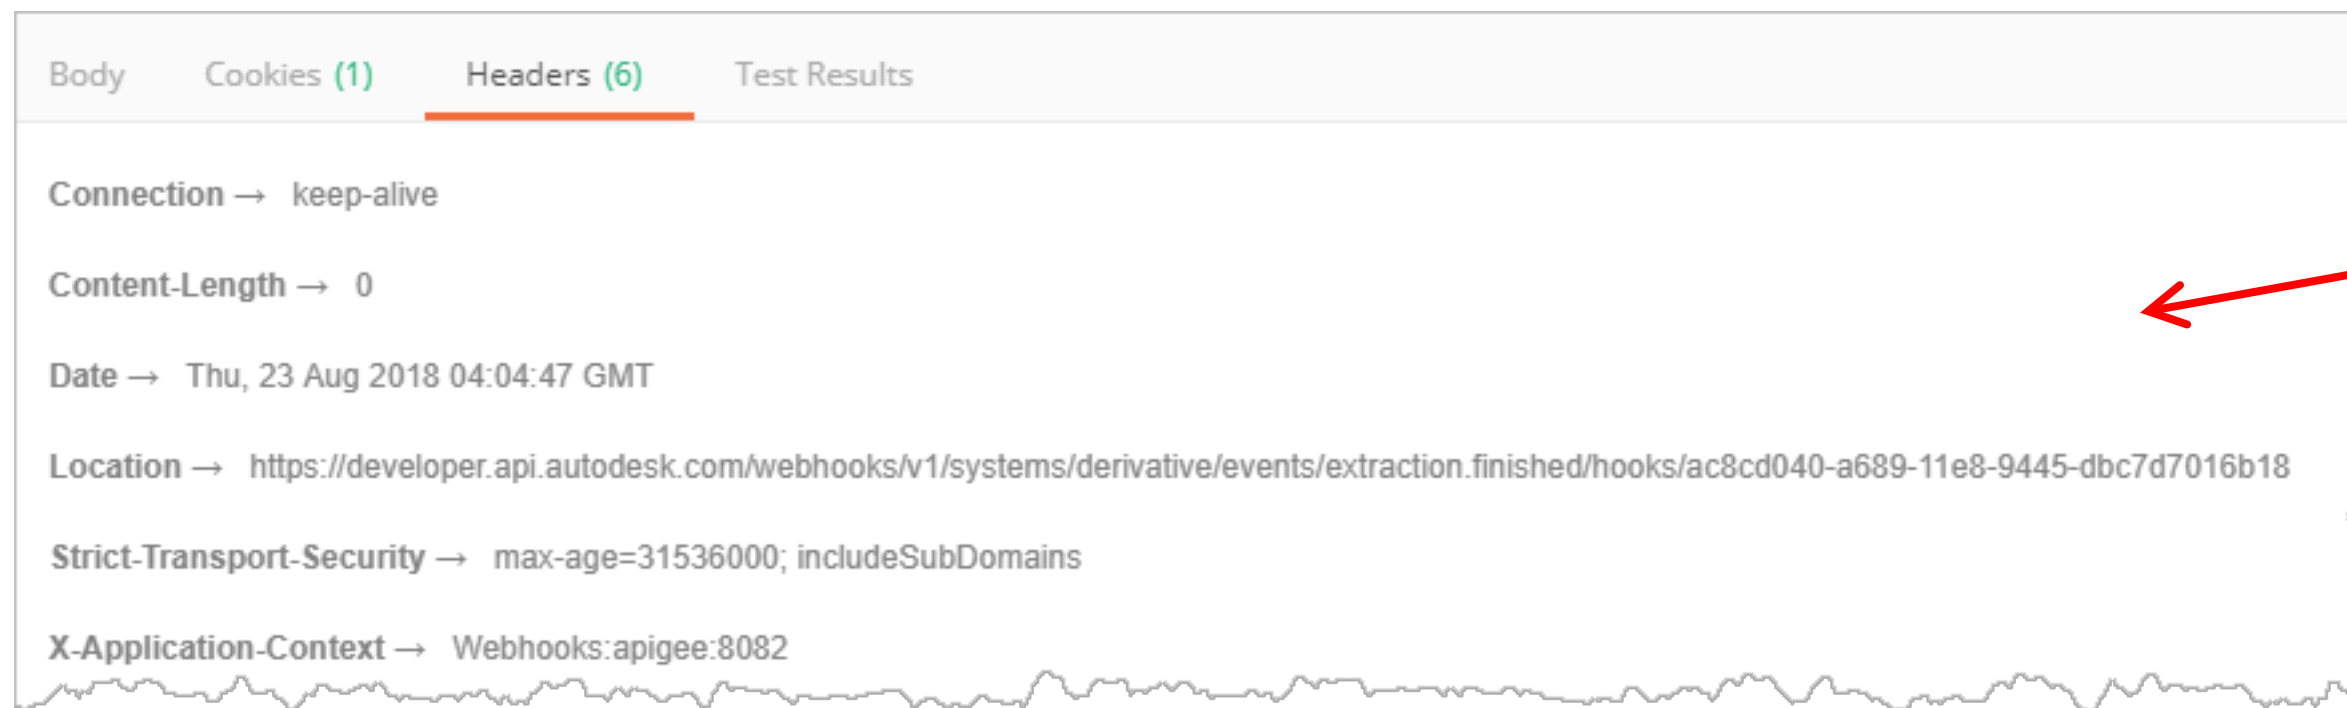 Body Cookies (1) Headers (6) Test Results
Connection → keep-alive
Content-Length → 0
Date → Thu, 23 Aug 2018 04:04:47 GMT
Location → https://developer.api.autodesk.com/webhooks/v1/systems/derivative/events/extraction.finished/hooks/ac8cd040-a689-11e8-9445-dbc7d7016b18
Strict-Transport-Security → max-age=31536000; includeSubDomains
X-Application-Context → Webhooks:apigee:8082